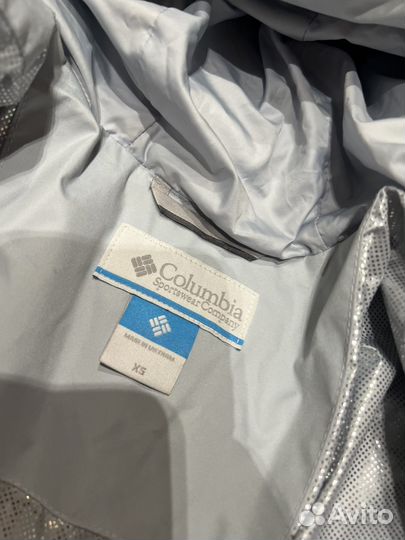 Columbia
Sportswear Company
MADE IN VIETNAM
XS
Avito